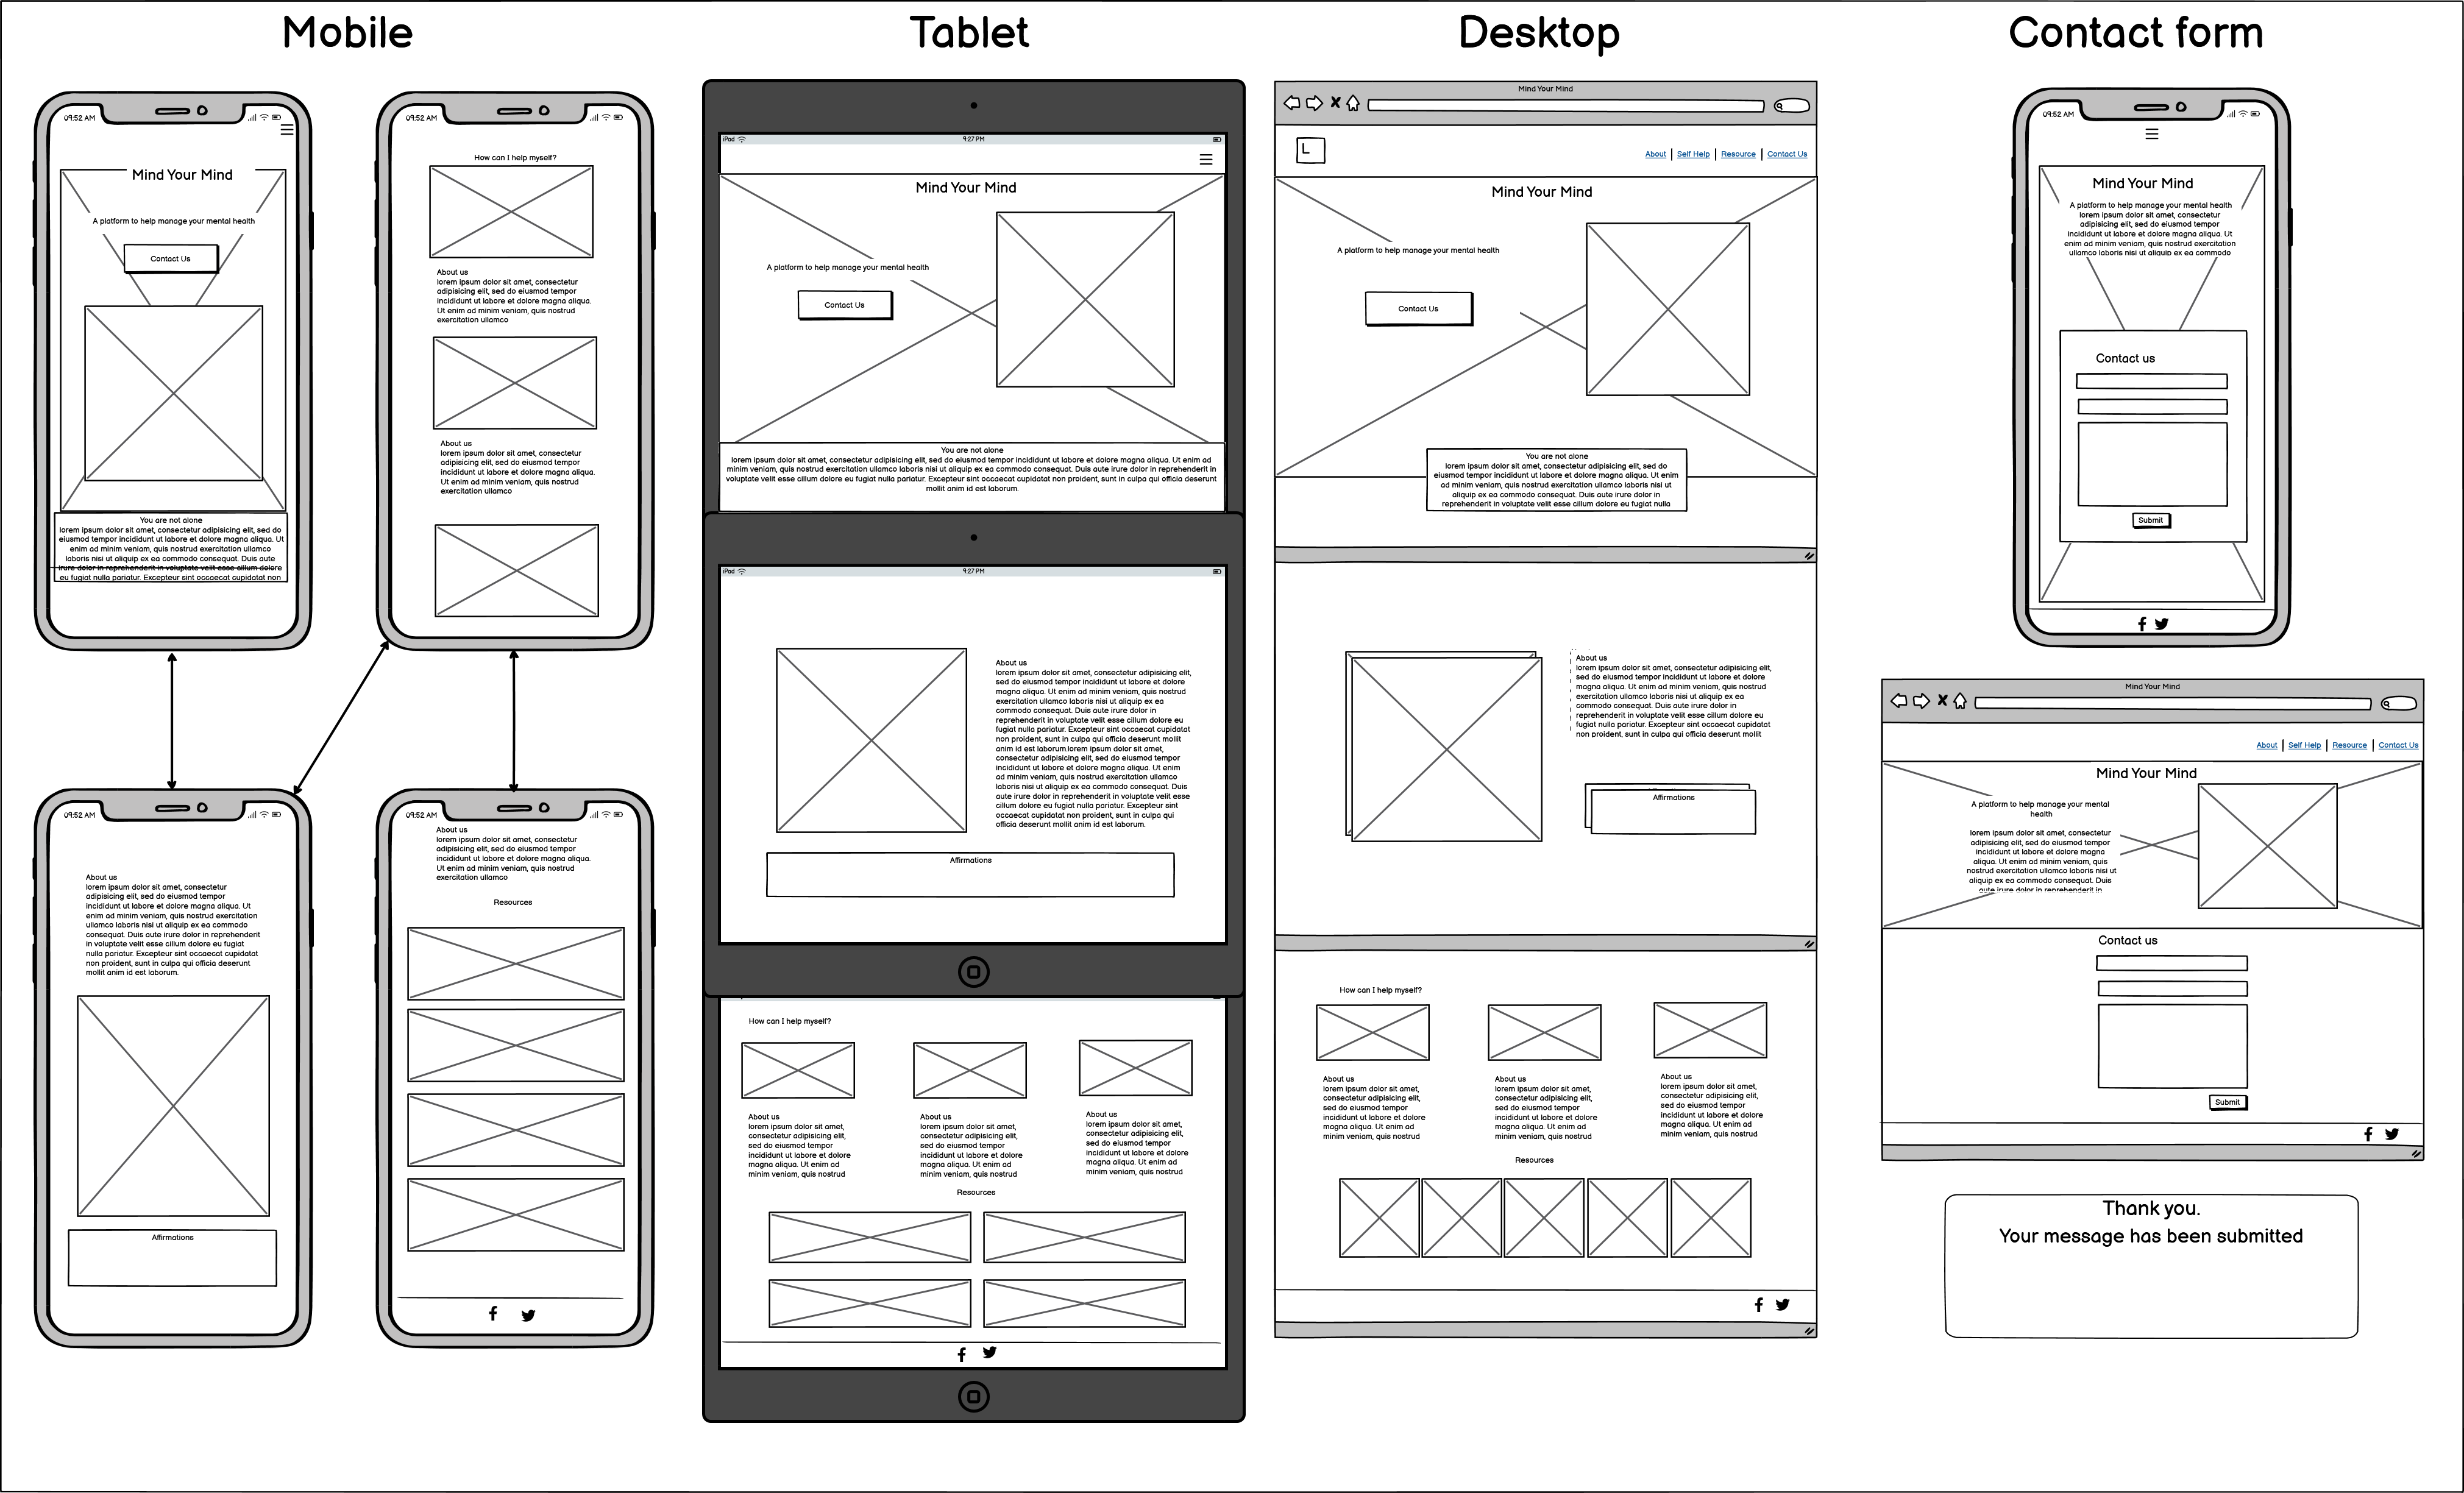 Mobile
Tablet
Desktop
Contact form
09:52 AM
Mind Your Mind
A platform to help manage your mental health
Contact Us
You are not alone
lorem ipsum dolor sit amet, consectetur adipisicing elit, sed do
eiusmod tempor incididunt ut labore et dolore magna aliqua. Ut
enim ad minim veniam, quis nostrud exercitation ullamco
laboris nisi ut aliquip ex ea commodo consequat. Duis aute
irure dolor in reprehenderit in voluptate velit esse cillum dolore
eu fugiat nulla pariatur. Excepteur sint occaecat cupidatat non
09:52 AM
How can I help myself?
About us
lorem ipsum dolor sit amet, consectetur
adipisicing elit, sed do eiusmod tempor
incididunt ut labore et dolore magna aliqua.
Ut enim ad minim veniam, quis nostrud
exercitation ullamco
About us
lorem ipsum dolor sit amet, consectetur
adipisicing elit, sed do eiusmod tempor
incididunt ut labore et dolore magna aliqua.
Ut enim ad minim veniam, quis nostrud
exercitation ullamco
09:52 AM
About us
lorem ipsum dolor sit amet, consectetur
adipisicing elit, sed do eiusmod tempor
incididunt ut labore et dolore magna aliqua. Ut
enim ad minim veniam, quis nostrud exercitation
ullamco laboris nisi ut aliquip ex ea commodo
consequat. Duis aute irure dolor in reprehenderit
in voluptate velit esse cillum dolore eu fugiat
nulla pariatur. Excepteur sint occaecat cupidatat
non proident, sunt in culpa qui officia deserunt
mollit anim id est laborum.
Affirmations
09:52 AM
About us
lorem ipsum dolor sit amet, consectetur
adipisicing elit, sed do eiusmod tempor
incididunt ut labore et dolore magna aliqua.
Ut enim ad minim veniam, quis nostrud
exercitation ullamco
Resources
iPad
9:27 PM
Mind Your Mind
A platform to help manage your mental health
Contact Us
You are not alone
lorem ipsum dolor sit amet, consectetur adipisicing elit, sed do eiusmod tempor incididunt ut labore et dolore magna aliqua. Ut enim ad
minim veniam, quis nostrud exercitation ullamco laboris nisi ut aliquip ex ea commodo consequat. Duis aute irure dolor in reprehenderit in
voluptate velit esse cillum dolore eu fugiat nulla pariatur. Excepteur sint occaecat cupidatat non proident, sunt in culpa qui officia deserunt
mollit anim id est laborum.
iPad
9:27 PM
About us
lorem ipsum dolor sit amet, consectetur adipisicing elit,
sed do eiusmod tempor incididunt ut labore et dolore
magna aliqua. Ut enim ad minim veniam, quis nostrud
exercitation ullamco laboris nisi ut aliquip ex ea
commodo consequat. Duis aute irure dolor in
reprehenderit in voluptate velit esse cillum dolore eu
fugiat nulla pariatur. Excepteur sint occaecat cupidatat
non proident, sunt in culpa qui officia deserunt mollit
anim id est laborum.lorem ipsum dolor sit amet,
consectetur adipisicing elit, sed do eiusmod tempor
incididunt ut labore et dolore magna aliqua. Ut enim
ad minim veniam, quis nostrud exercitation ullamco
laboris nisi ut aliquip ex ea commodo consequat. Duis
aute irure dolor in reprehenderit in voluptate velit esse
cillum dolore eu fugiat nulla pariatur. Excepteur sint
occaecat cupidatat non proident, sunt in culpa qui
officia deserunt mollit anim id est laborum.
Affirmations
How can I help myself?
About us
lorem ipsum dolor sit amet,
consectetur adipisicing elit,
sed do eiusmod tempor
incididunt ut labore et dolore
magna aliqua. Ut enim ad
minim veniam, quis nostrud
About us
lorem ipsum dolor sit amet,
consectetur adipisicing elit,
sed do eiusmod tempor
incididunt ut labore et dolore
magna aliqua. Ut enim ad
minim veniam, quis nostrud
About us
lorem ipsum dolor sit amet,
consectetur adipisicing elit,
sed do eiusmod tempor
incididunt ut labore et dolore
magna aliqua. Ut enim ad
minim veniam, quis nostrud
Resources
Mind Your Mind
L
About | Self Help | Resource | Contact Us
Mind Your Mind
A platform to help manage your mental health
Contact Us
You are not alone
lorem ipsum dolor sit amet, consectetur adipisicing elit, sed do
eiusmod tempor incididunt ut labore et dolore magna aliqua. Ut enim
ad minim veniam, quis nostrud exercitation ullamco laboris nisi ut
aliquip ex ea commodo consequat. Duis aute irure dolor in
reprehenderit in voluptate velit esse cillum dolore eu fugiat nulla
About us
lorem ipsum dolor sit amet, consectetur adipisicing elit,
sed do eiusmod tempor incididunt ut labore et dolore
magna aliqua. Ut enim ad minim veniam, quis nostrud
exercitation ullamco laboris nisi ut aliquip ex ea
commodo consequat. Duis aute irure dolor in
reprehenderit in voluptate velit esse cillum dolore eu
fugiat nulla pariatur. Excepteur sint occaecat cupidatat
non proident, sunt in culpa qui officia deserunt mollit
Affirmations
How can I help myself?
About us
lorem ipsum dolor sit amet,
consectetur adipisicing elit,
sed do eiusmod tempor
incididunt ut labore et dolore
magna aliqua. Ut enim ad
minim veniam, quis nostrud
About us
lorem ipsum dolor sit amet,
consectetur adipisicing elit,
sed do eiusmod tempor
incididunt ut labore et dolore
magna aliqua. Ut enim ad
minim veniam, quis nostrud
About us
lorem ipsum dolor sit amet,
consectetur adipisicing elit,
sed do eiusmod tempor
incididunt ut labore et dolore
magna aliqua. Ut enim ad
minim veniam, quis nostrud
Resources
09:52 AM
Mind Your Mind
A platform to help manage your mental health
lorem ipsum dolor sit amet, consectetur
adipisicing elit, sed do eiusmod tempor
incididunt ut labore et dolore magna aliqua. Ut
enim ad minim veniam, quis nostrud exercitation
ullamco laboris nisi ut aliquip ex ea commodo
Contact us
Submit
Mind Your Mind
About | Self Help | Resource | Contact Us
Mind Your Mind
A platform to help manage your mental
health
lorem ipsum dolor sit amet, consectetur
adipisicing elit, sed do eiusmod tempor
incididunt ut labore et dolore magna
aliqua. Ut enim ad minim veniam, quis
nostrud exercitation ullamco laboris nisi ut
aliquip ex ea commodo consequat. Duis
aute irure dolor in reprehenderit in
Contact us
Submit
Thank you.
Your message has been submitted